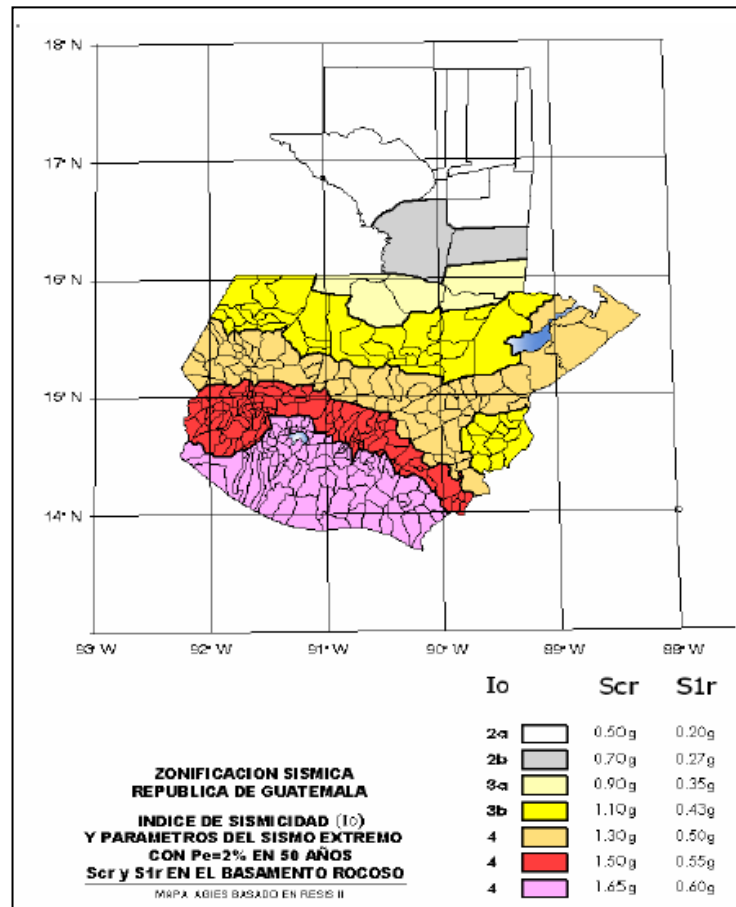 18° N
17° N
16° N
15° N
14° N
93° W
92° W
91° W
90° W
89° W
88° W
Io Scr S1r
2a 0.50g 0.20g
2b 0.70g 0.27g
3a 0.90g 0.35g
3b 1.10g 0.43g
4 1.30g 0.50g
4 1.50g 0.55g
4 1.65g 0.60g
ZONIFICACION SISMICA
REPUBLICA DE GUATEMALA
INDICE DE SISMICIDAD (Io)
Y PARAMETROS DEL SISMO EXTREMO
CON Pe=2% EN 50 AÑOS
Scr y S1r EN EL BASAMENTO ROCOSO
MAPA AGIES BASADO EN RESIS II